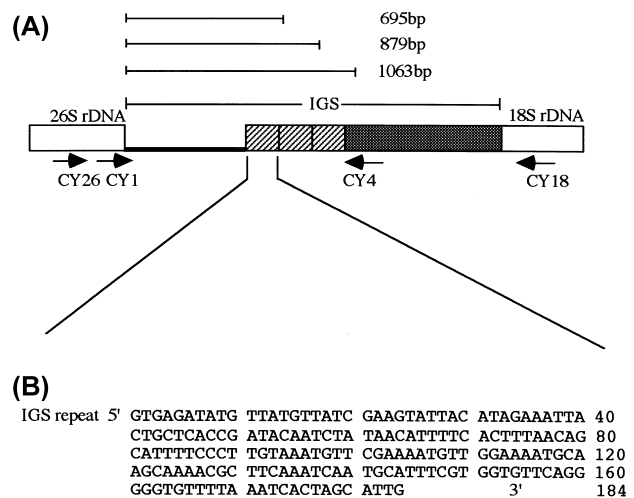 (A)
695bp
879bp
1063bp
IGS
26S rDNA
18S rDNA
CY26 CY1 CY4 CY18
(B)
IGS repeat 5' GTGAGATATG TTATGTTATC GAAGTATTAC ATAGAAATTA 40
CTGCTCACCG ATACAATCTA TAACATTTTC ACTTTAACAG 80
CATTTTCCCT TGTAAATGTT CGAAAATGTT GGAAAATGCA 120
AGCAAAACGC TTCAAATCAA TGCATTTCGT GGTGTTCAGG 160
GGGTGTTTTA AATCACTAGC ATTG 3' 184